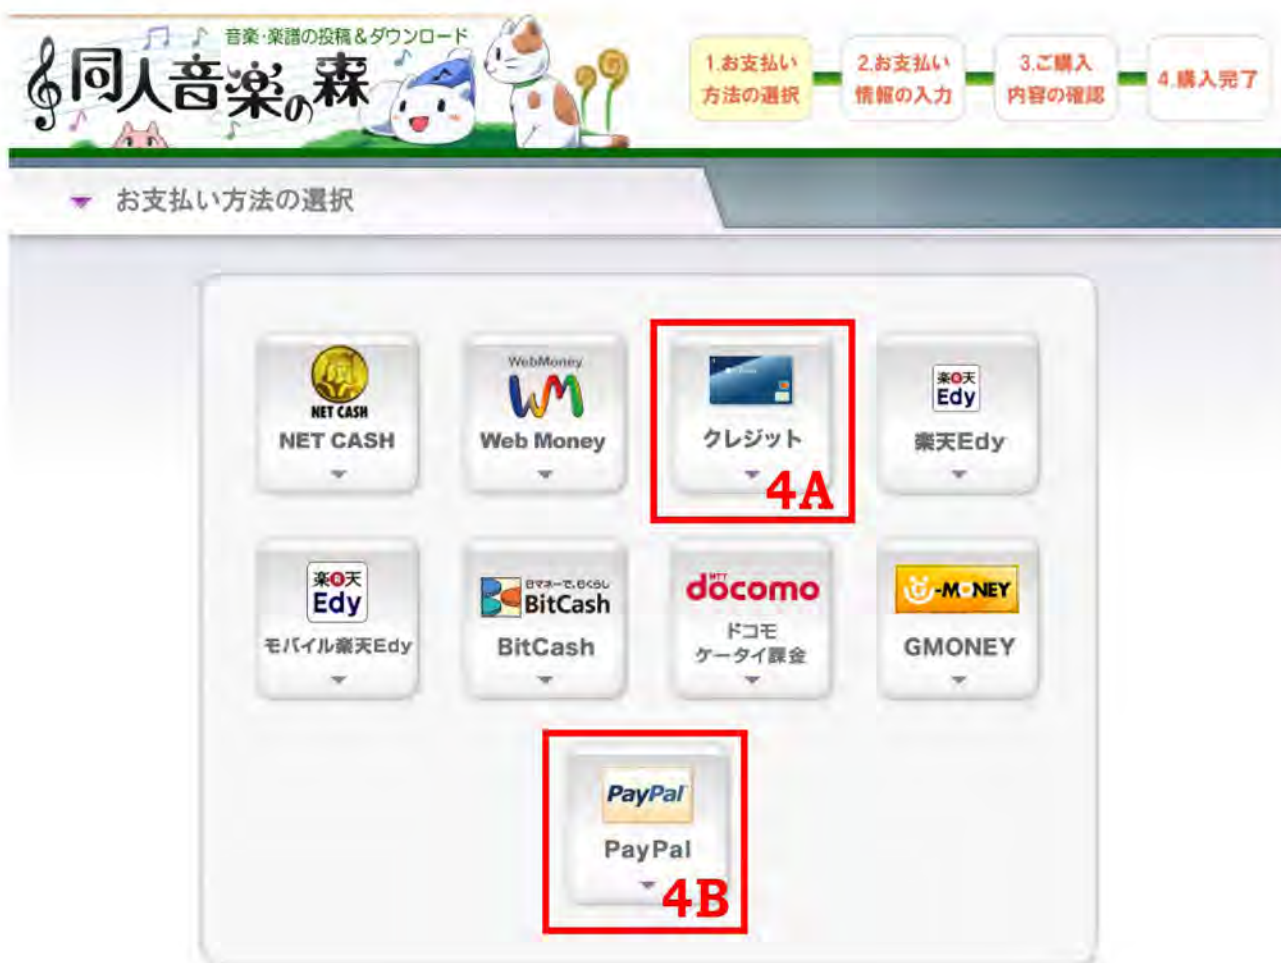 音楽・楽譜の投稿&ダウンロード
同人音楽の森
1.お支払い
方法の選択
2.お支払い
情報の入力
3.ご購入
内容の確認
4.購入完了
お支払い方法の選択
NET CASH
NET CASH
WebMoney
WM
Web Money
クレジット
4A
楽天
Edy
楽天Edy
楽天
Edy
モバイル楽天Edy
BitCash
BitCash
NTT
döcomo
ドコモ
ケータイ課金
G-MONEY
GMONEY
PayPal
PayPal
4B